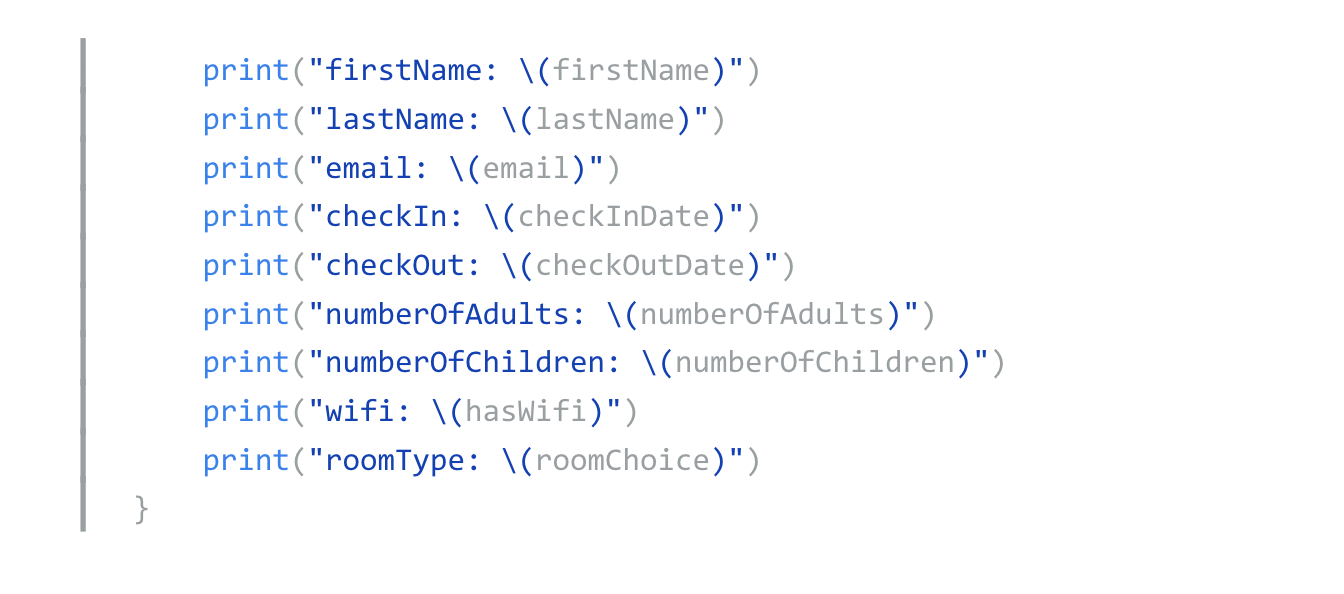 print("firstName: \(firstName)")
print("lastName: \(lastName)")
print("email: \(email)")
print("checkIn: \(checkInDate)")
print("checkOut: \(checkOutDate)")
print("numberOfAdults: \(numberOfAdults)")
print("numberOfChildren: \(numberOfChildren)")
print("wifi: \(hasWifi)")
print("roomType: \(roomChoice)")
}